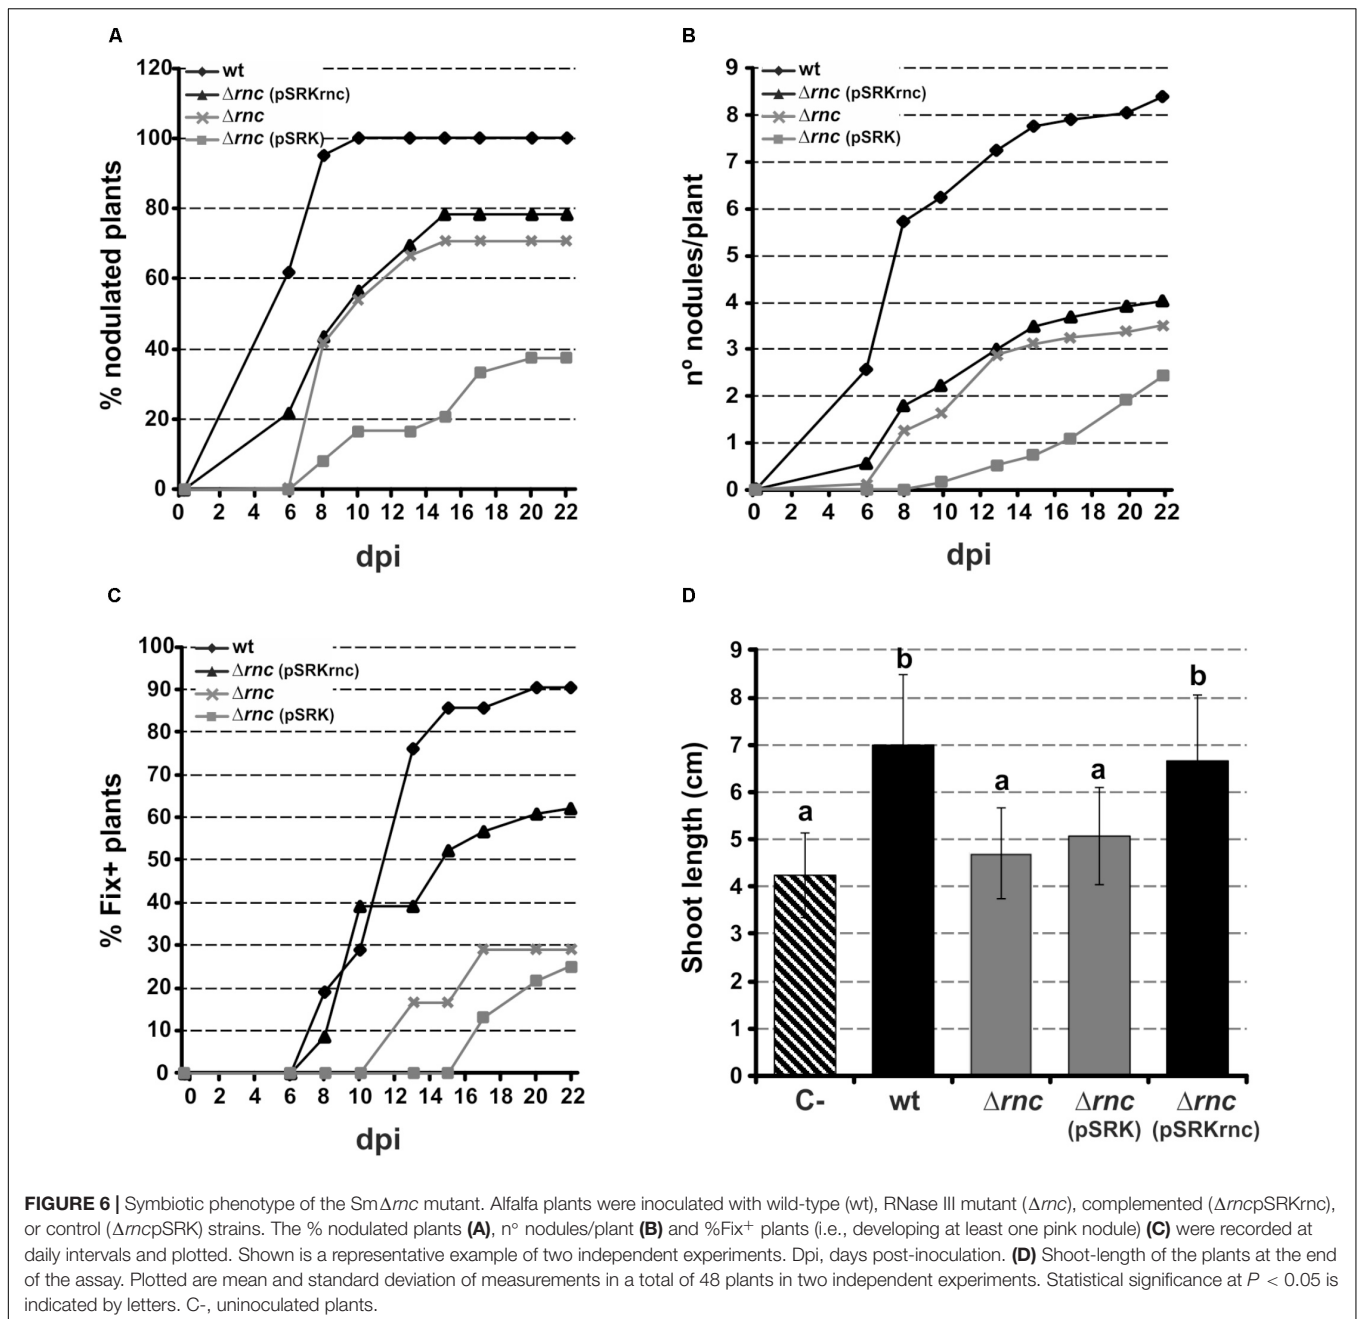 A
120
100
80
60
40
20
0
% nodulated plants
wt
Δrnc (pSRKrnc)
Δrnc
Δrnc (pSRK)
0 2 4 6 8 10 12 14 16 18 20 22
dpi
B
9
8
7
6
5
4
3
2
1
0
nº nodules/plant
wt
Δrnc (pSRKrnc)
Δrnc
Δrnc (pSRK)
0 2 4 6 8 10 12 14 16 18 20 22
dpi
C
100
90
80
70
60
50
40
30
20
10
0
% Fix+ plants
wt
Δrnc (pSRKrnc)
Δrnc
Δrnc (pSRK)
0 2 4 6 8 10 12 14 16 18 20 22
dpi
D
9
8
7
6
5
4
3
2
1
0
Shoot length (cm)
a b a a b
C- wt Δrnc Δrnc Δrnc
(pSRK) (pSRKrnc)
FIGURE 6 | Symbiotic phenotype of the SmΔrnc mutant. Alfalfa plants were inoculated with wild-type (wt), RNase III mutant (Δrnc), complemented (ΔrncpSRKrnc),
or control (ΔrncpSRK) strains. The % nodulated plants (A), n° nodules/plant (B) and %Fix⁺ plants (i.e., developing at least one pink nodule) (C) were recorded at
daily intervals and plotted. Shown is a representative example of two independent experiments. Dpi, days post-inoculation. (D) Shoot-length of the plants at the end
of the assay. Plotted are mean and standard deviation of measurements in a total of 48 plants in two independent experiments. Statistical significance at P < 0.05 is
indicated by letters. C-, uninoculated plants.